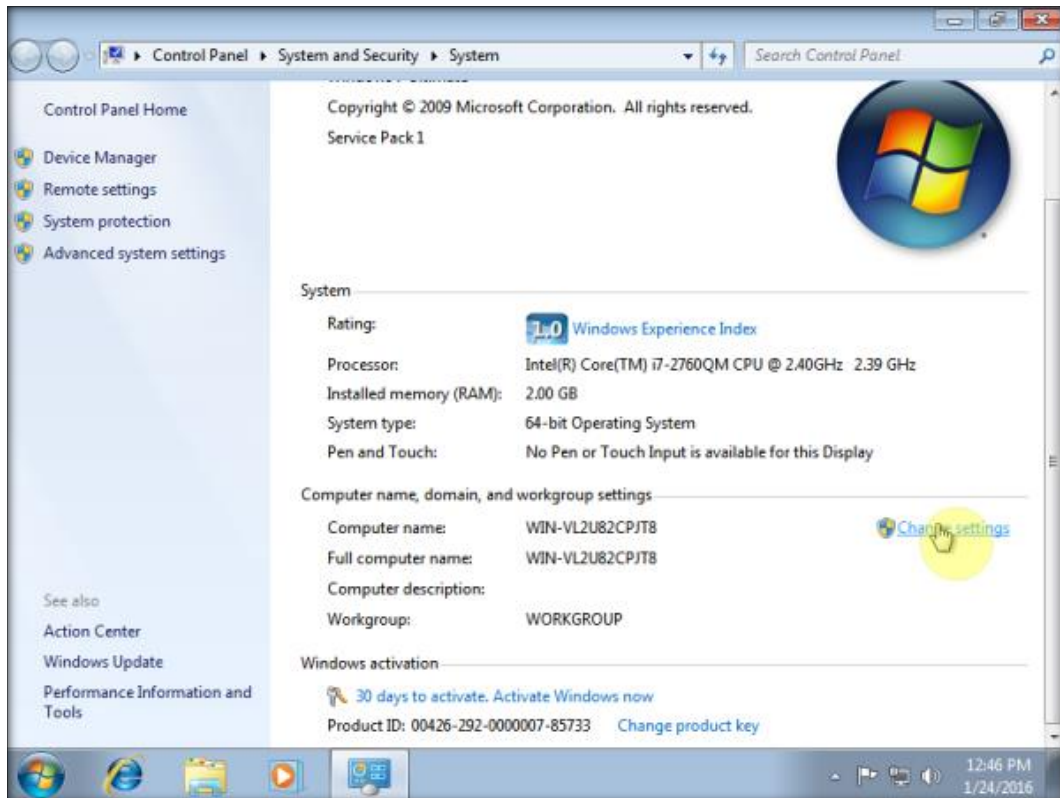 Control Panel ▸ System and Security ▸ System
Search Control Panel
Control Panel Home
Device Manager
Remote settings
System protection
Advanced system settings
See also
Action Center
Windows Update
Performance Information and
Tools
Copyright © 2009 Microsoft Corporation. All rights reserved.
Service Pack 1
System
Rating:
1.0 Windows Experience Index
Processor: Intel(R) Core(TM) i7-2760QM CPU @ 2.40GHz 2.39 GHz
Installed memory (RAM): 2.00 GB
System type: 64-bit Operating System
Pen and Touch: No Pen or Touch Input is available for this Display
Computer name, domain, and workgroup settings
Computer name: WIN-VL2U82CPJT8
Change settings
Full computer name: WIN-VL2U82CPJT8
Computer description:
Workgroup: WORKGROUP
Windows activation
30 days to activate. Activate Windows now
Product ID: 00426-292-0000007-85733 Change product key
12:46 PM
1/24/2016